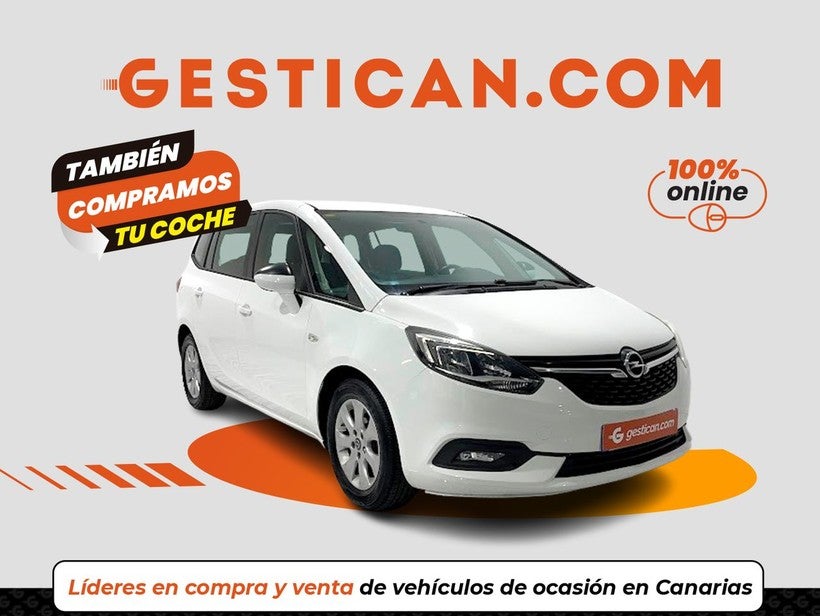 GESTICAN.COM
TAMBIÉN
COMPRAMOS
TU COCHE
100%
online
gestican.com
Líderes en compra y venta de vehículos de ocasión en Canarias